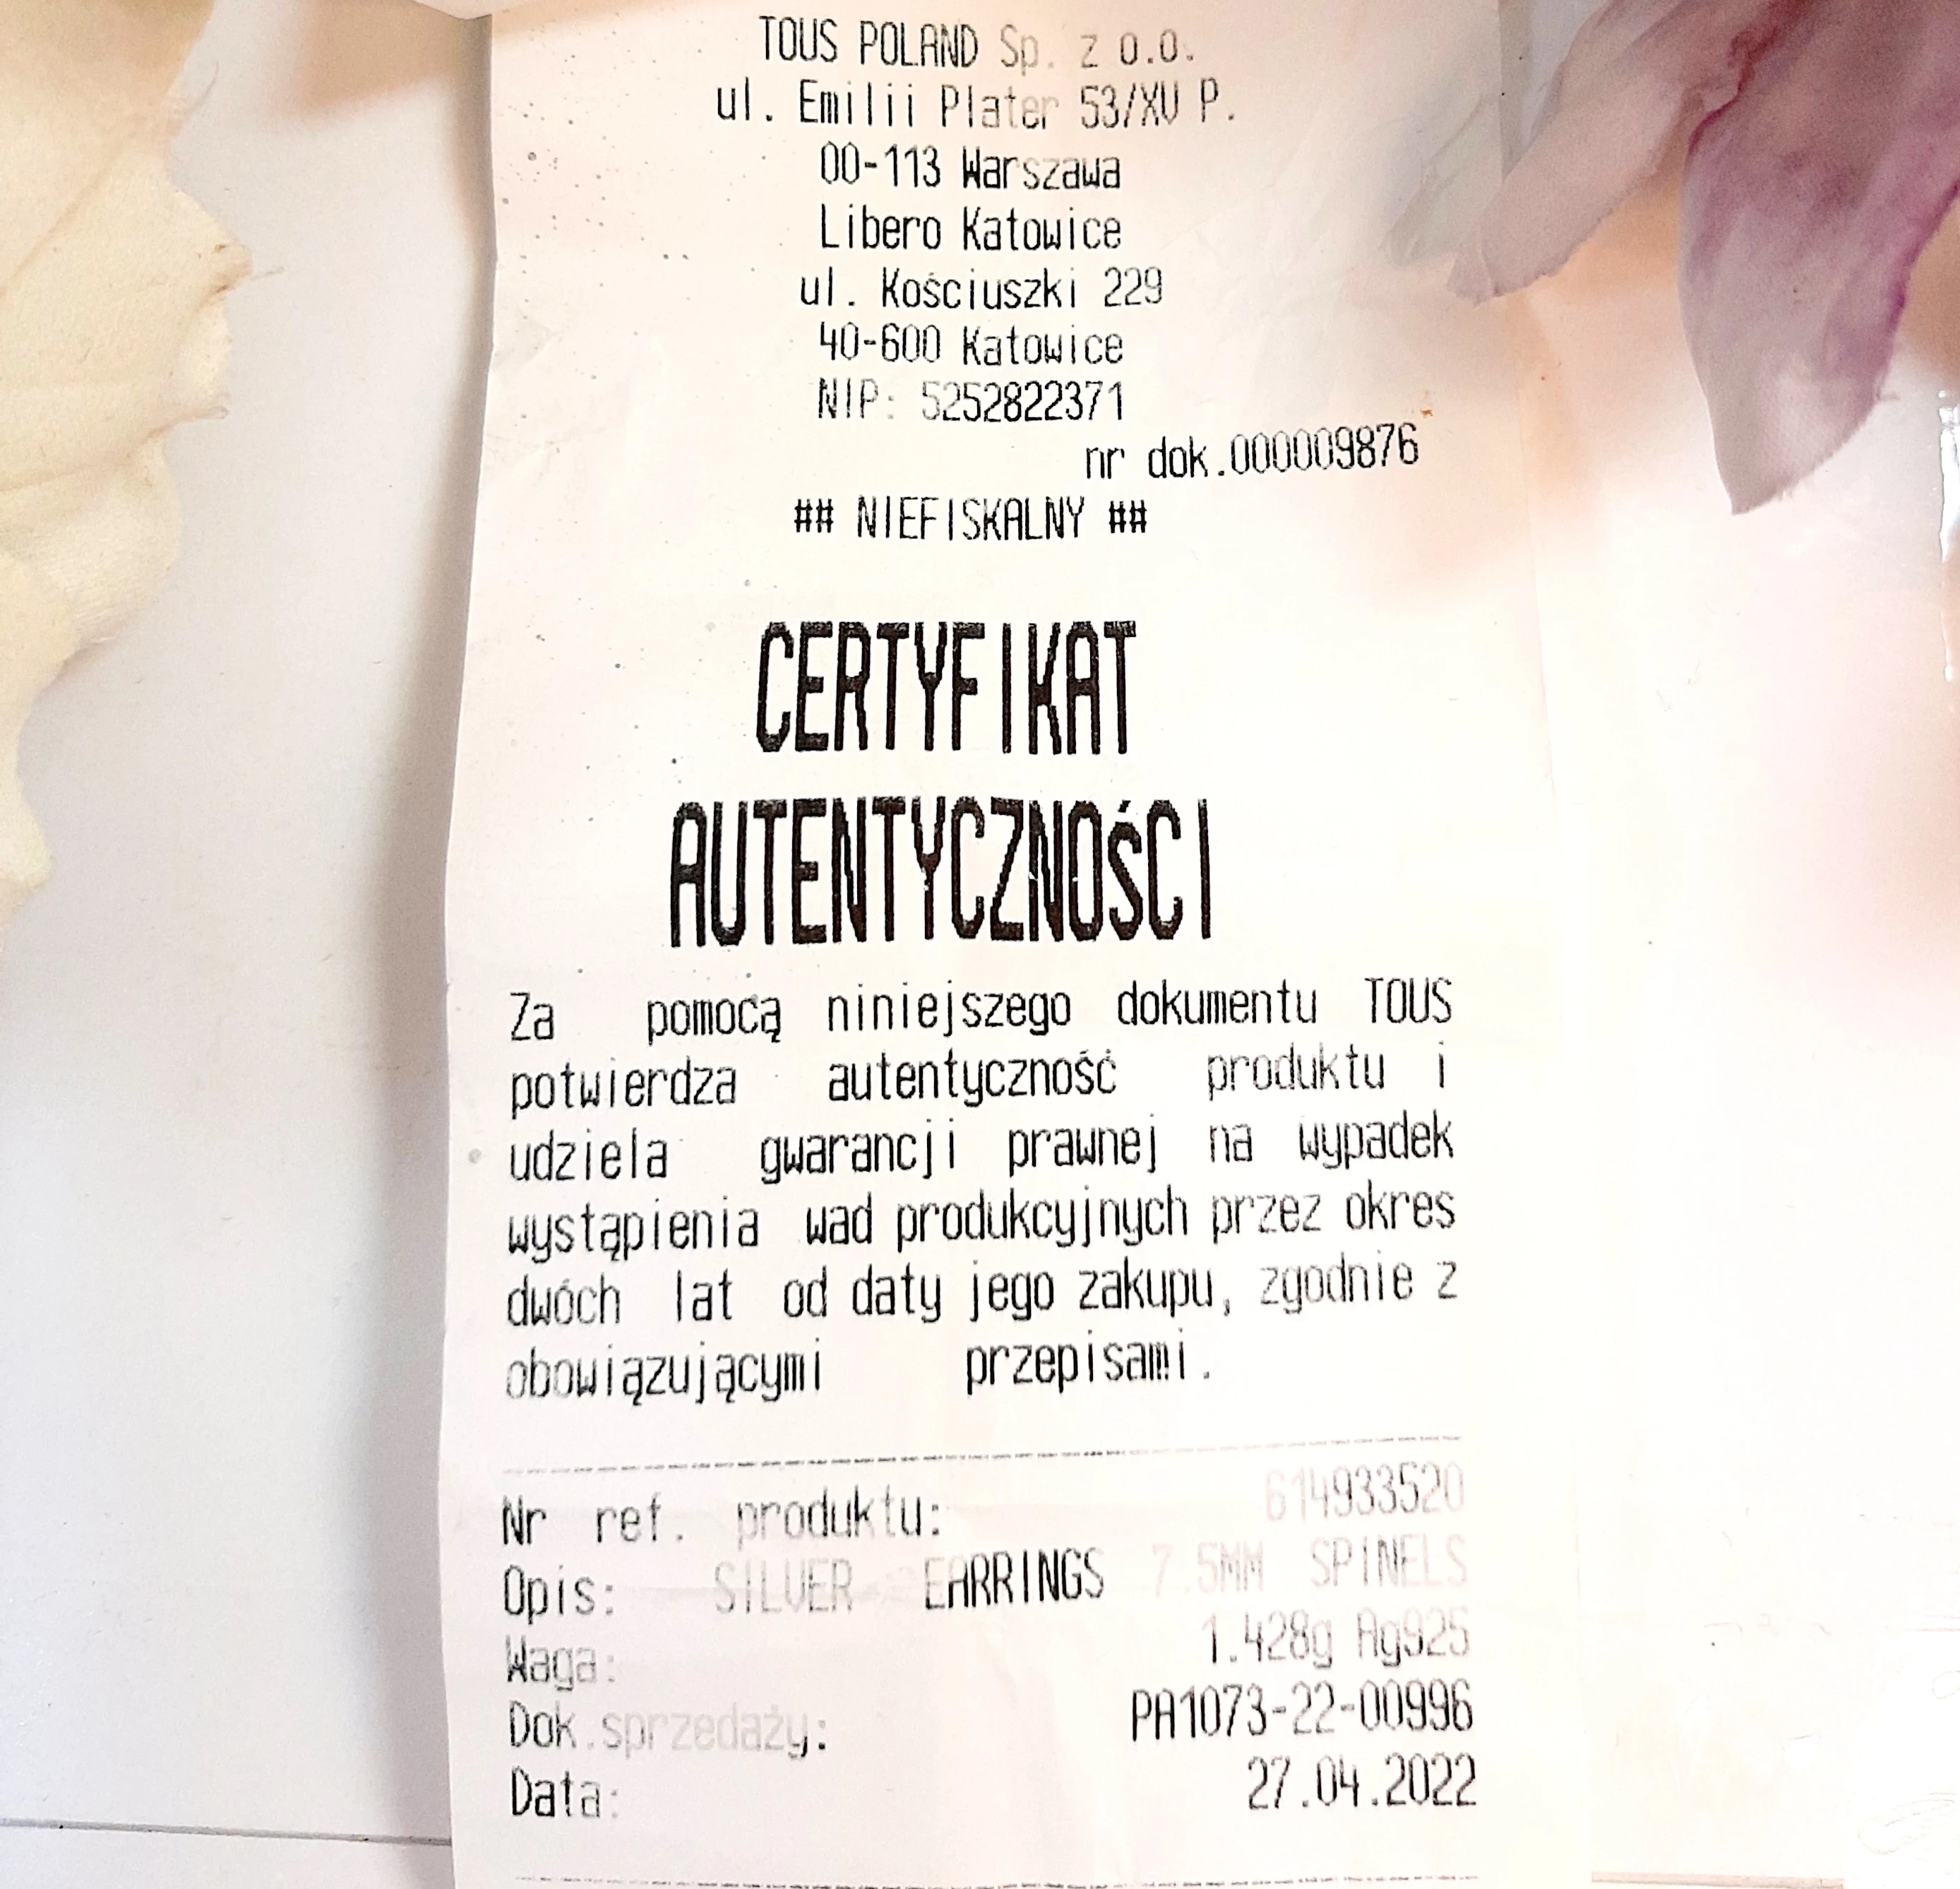 TOUS POLAND Sp. z o.o.
ul. Emilii Plater 53/XV P.
00-113 Warszawa
Libero Katowice
ul. Kościuszki 229
40-600 Katowice
NIP: 5252822371
nr dok.000009876
## NIEFISKALNY ##
CERTYFIKAT
AUTENTYCZNOśCI
Za pomocą niniejszego dokumentu TOUS
potwierdza autentyczność produktu i
udziela gwarancji prawnej na wypadek
wystąpienia wad produkcyjnych przez okres
dwóch lat od daty jego zakupu, zgodnie z
obowiązującymi przepisami.
Nr ref. produktu: 614933520
Opis: SILVER EARRINGS 7.5MM SPINELS
Waga: 1.428g Ag925
Dok.sprzedaży: PA1073-22-00996
Data: 27.04.2022